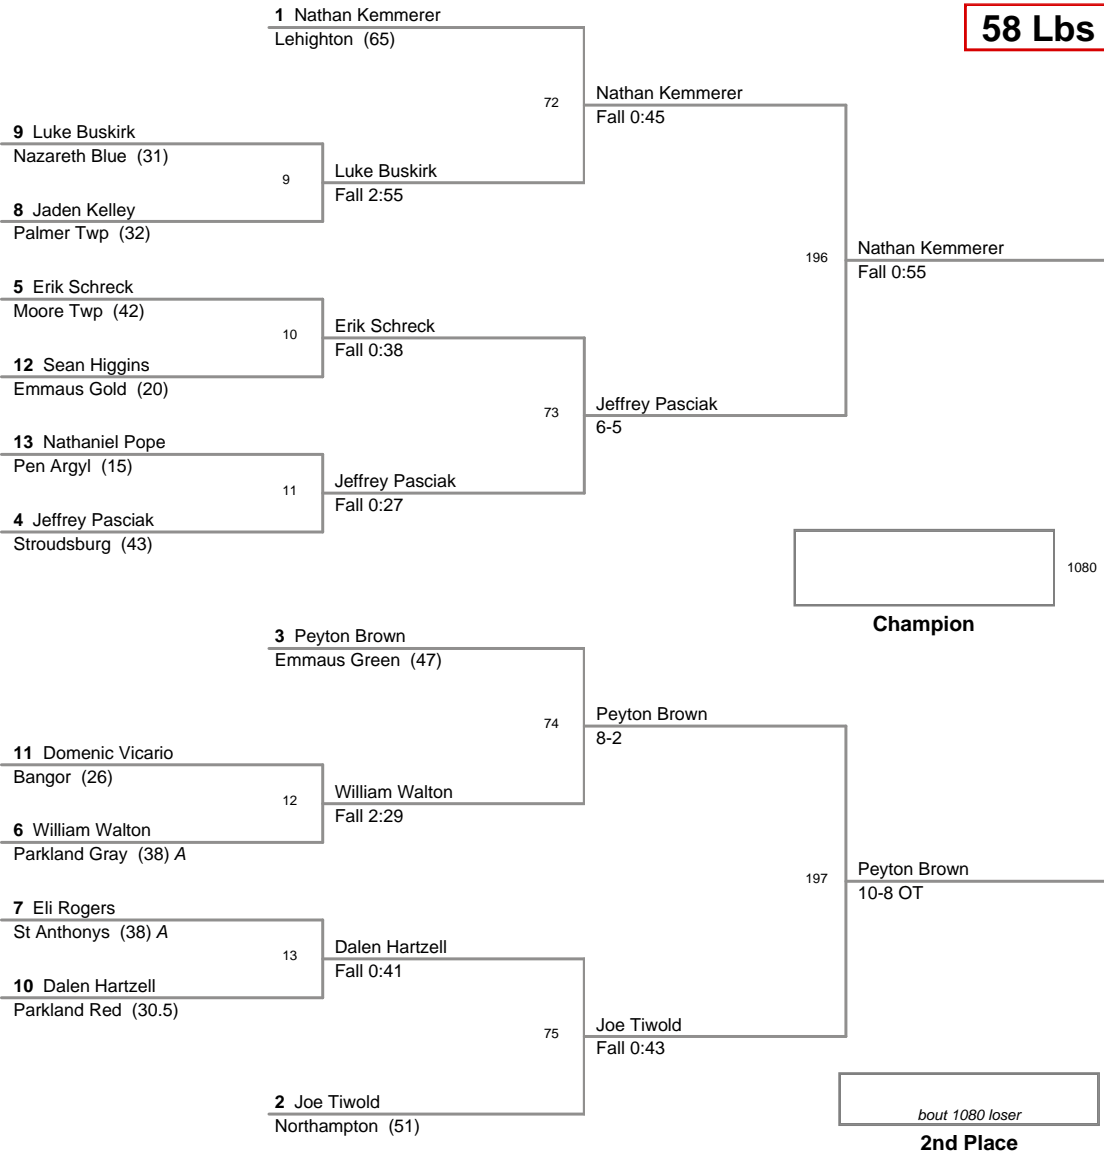 1 Nathan Kemmerer
Lehighton (65)
58 Lbs
72
Nathan Kemmerer
Fall 0:45
9 Luke Buskirk
Nazareth Blue (31)
9
Luke Buskirk
Fall 2:55
8 Jaden Kelley
Palmer Twp (32)
196
Nathan Kemmerer
Fall 0:55
5 Erik Schreck
Moore Twp (42)
10
Erik Schreck
Fall 0:38
12 Sean Higgins
Emmaus Gold (20)
73
Jeffrey Pasciak
6-5
13 Nathaniel Pope
Pen Argyl (15)
11
Jeffrey Pasciak
Fall 0:27
4 Jeffrey Pasciak
Stroudsburg (43)
1080
Champion
3 Peyton Brown
Emmaus Green (47)
74
Peyton Brown
8-2
11 Domenic Vicario
Bangor (26)
12
William Walton
Fall 2:29
6 William Walton
Parkland Gray (38) A
197
Peyton Brown
10-8 OT
7 Eli Rogers
St Anthonys (38) A
13
Dalen Hartzell
Fall 0:41
10 Dalen Hartzell
Parkland Red (30.5)
75
Joe Tiwold
Fall 0:43
2 Joe Tiwold
Northampton (51)
bout 1080 loser
2nd Place